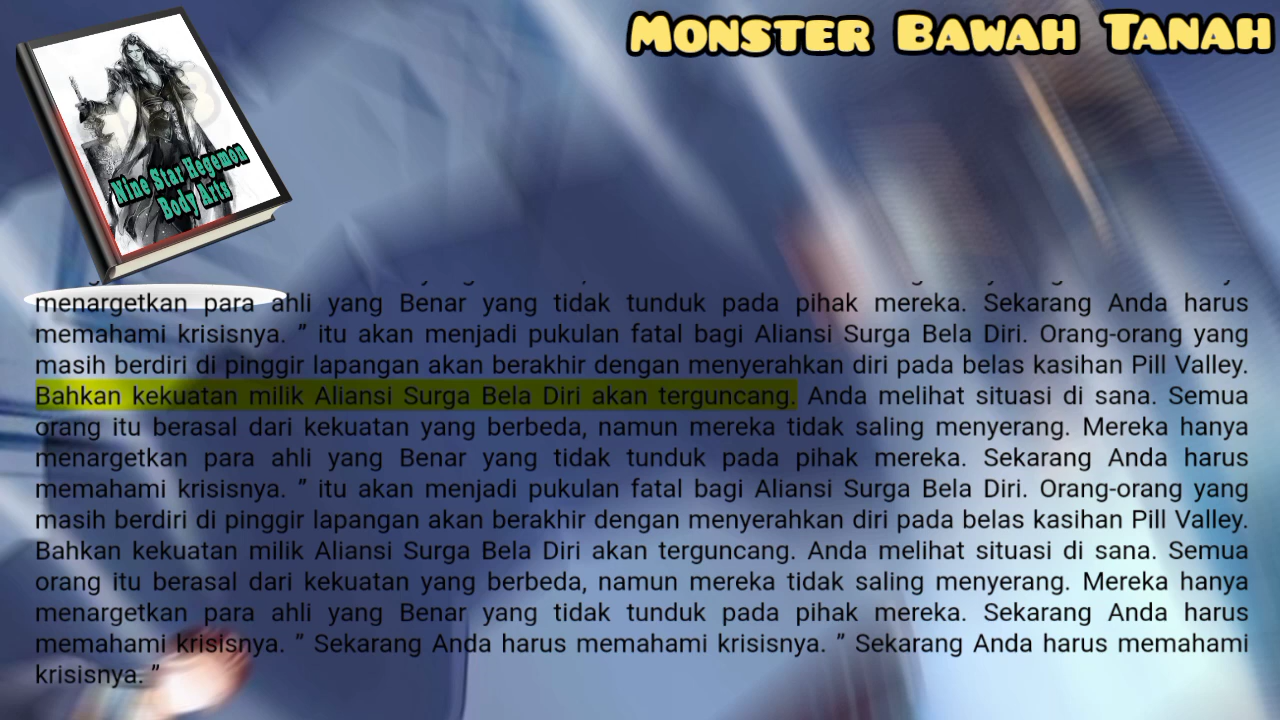 Monster Bawah Tanah
Nine Star Hegemon
Body Arts
menargetkan para ahli yang Benar yang tidak tunduk pada pihak mereka. Sekarang Anda harus
memahami krisisnya. ” itu akan menjadi pukulan fatal bagi Aliansi Surga Bela Diri. Orang-orang yang
masih berdiri di pinggir lapangan akan berakhir dengan menyerahkan diri pada belas kasihan Pill Valley.
Bahkan kekuatan milik Aliansi Surga Bela Diri akan terguncang. Anda melihat situasi di sana. Semua
orang itu berasal dari kekuatan yang berbeda, namun mereka tidak saling menyerang. Mereka hanya
menargetkan para ahli yang Benar yang tidak tunduk pada pihak mereka. Sekarang Anda harus
memahami krisisnya. ” itu akan menjadi pukulan fatal bagi Aliansi Surga Bela Diri. Orang-orang yang
masih berdiri di pinggir lapangan akan berakhir dengan menyerahkan diri pada belas kasihan Pill Valley.
Bahkan kekuatan milik Aliansi Surga Bela Diri akan terguncang. Anda melihat situasi di sana. Semua
orang itu berasal dari kekuatan yang berbeda, namun mereka tidak saling menyerang. Mereka hanya
menargetkan para ahli yang Benar yang tidak tunduk pada pihak mereka. Sekarang Anda harus
memahami krisisnya. ” Sekarang Anda harus memahami krisisnya. ” Sekarang Anda harus memahami
krisisnya. ”